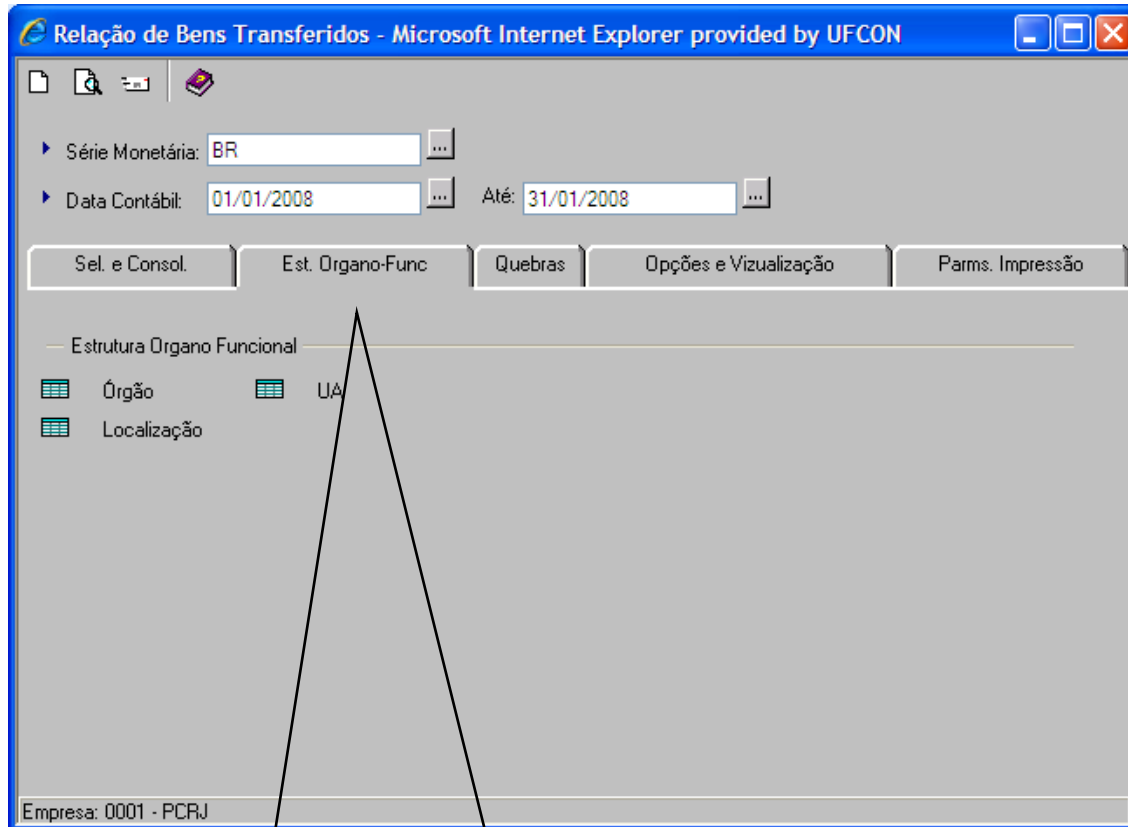 Relação de Bens Transferidos - Microsoft Internet Explorer provided by UFCON
Série Monetária: BR ...
Data Contábil: 01/01/2008 ... Até: 31/01/2008 ...
Sel. e Consol. Est. Organo-Func Quebras Opções e Vizualização Parms. Impressão
Estrutura Organo Funcional
Órgão UA
Localização
Empresa: 0001 - PCRJ